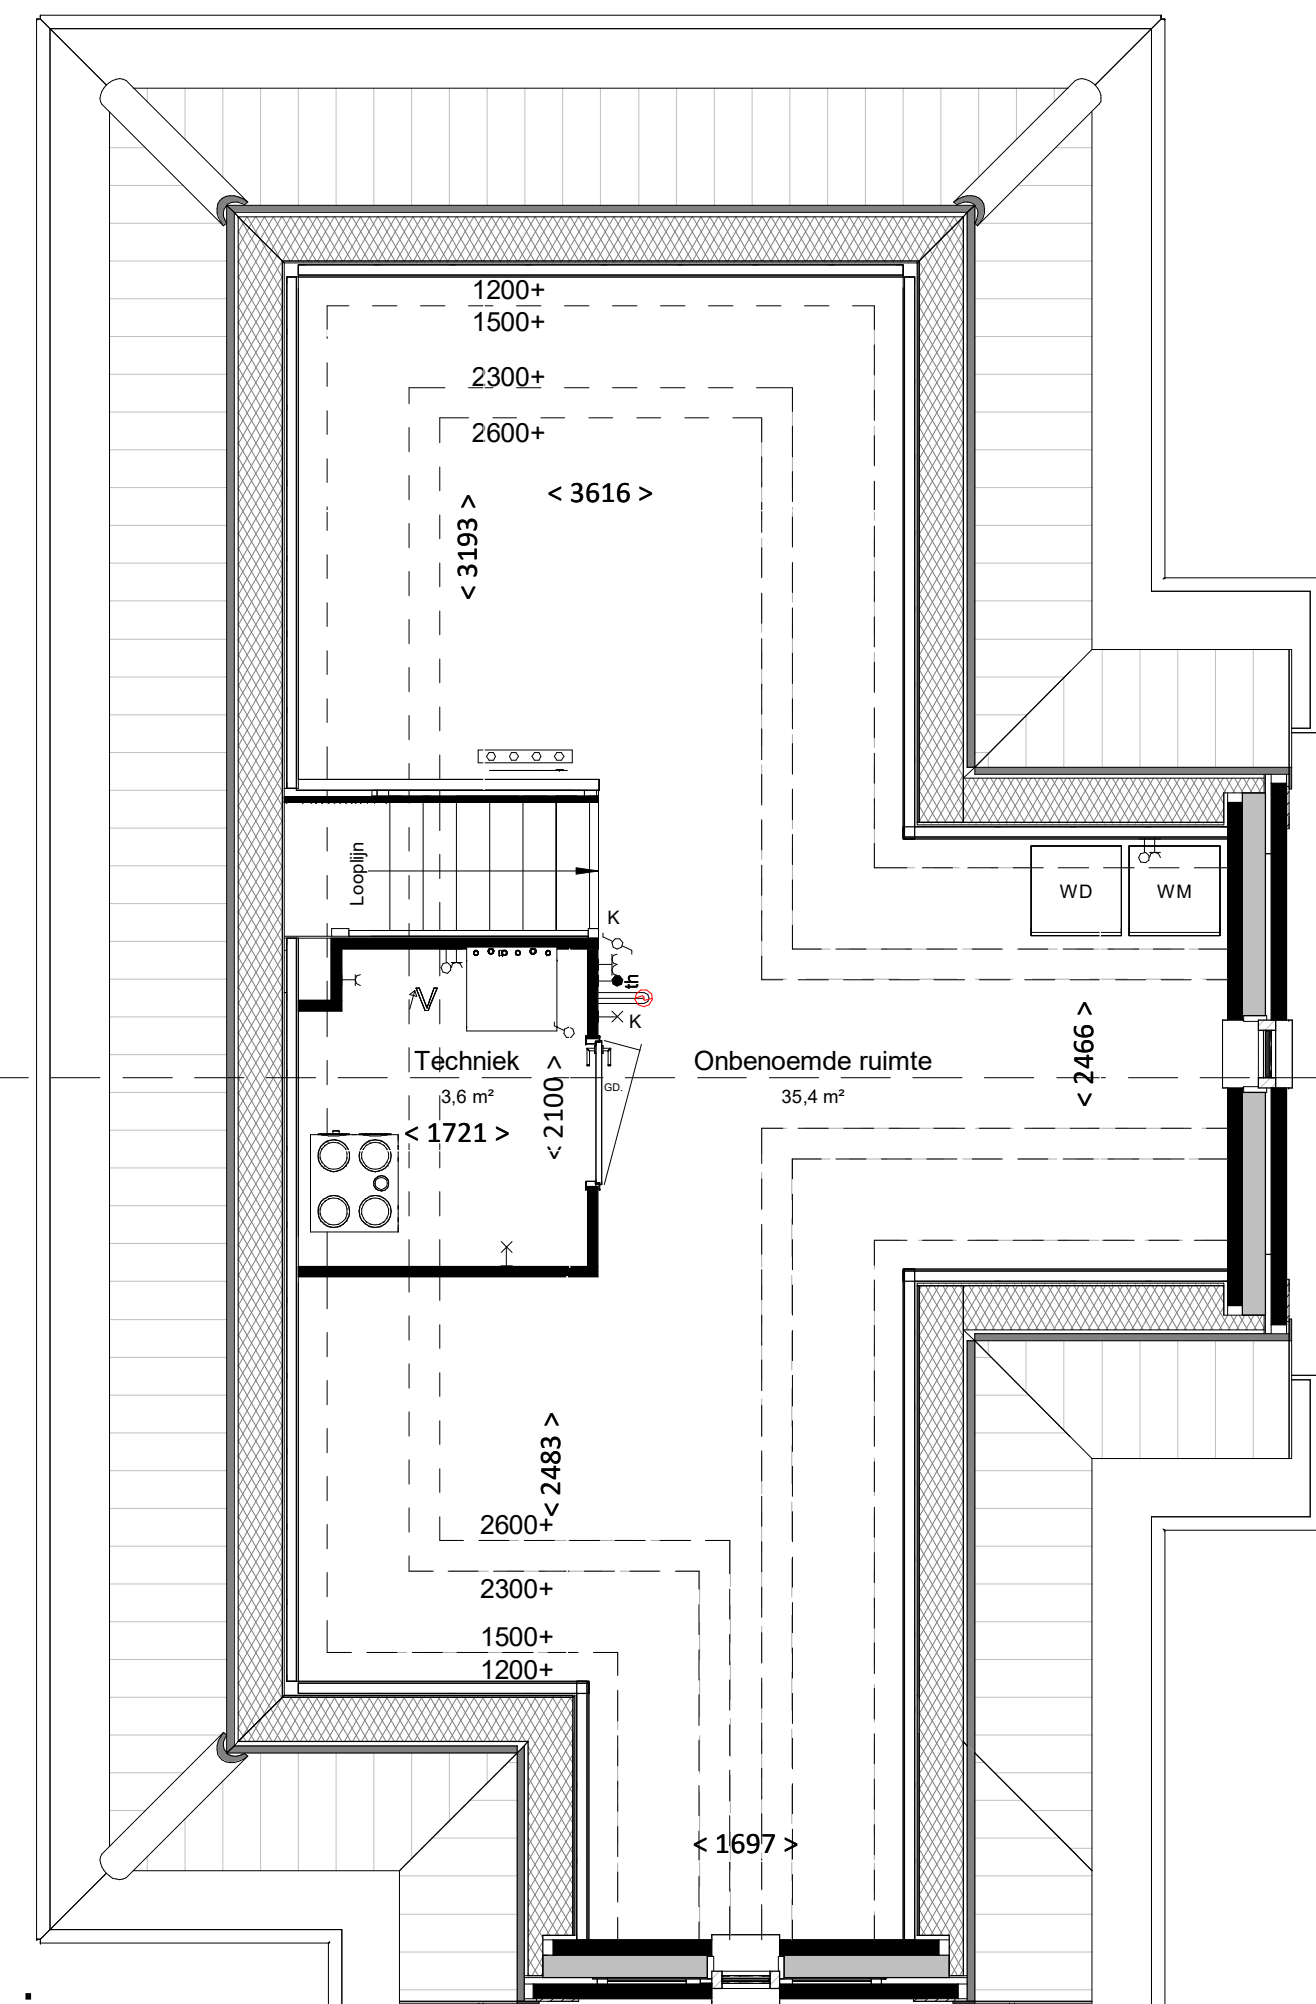 1200+
1500+
2300+
2600+
< 3616 >
< 3193 >
Looplijn
WD
WM
K
th
K
V
Techniek
3,6 m²
< 1721 >
< 2100 >
GD.
Onbenoemde ruimte
35,4 m²
< 2466 >
< 2483 >
2600+
2300+
1500+
1200+
< 1697 >